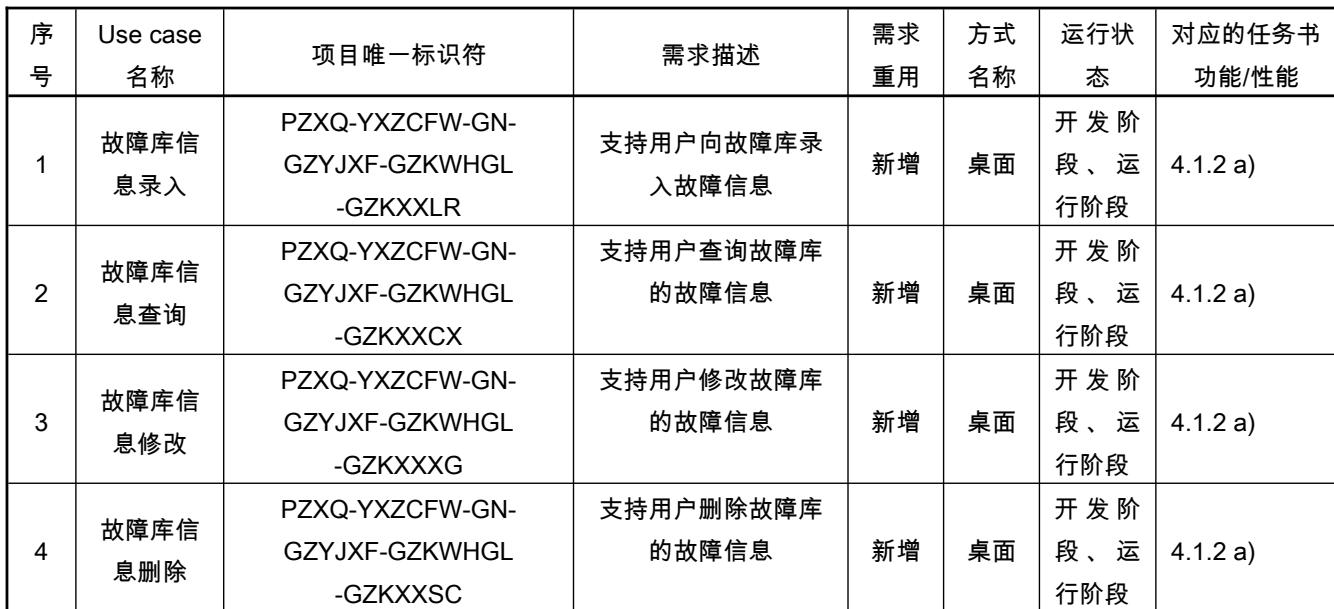 序号 Use case 名称 项目唯一标识符 需求描述 需求重用 方式名称 运行状态 对应的任务书功能/性能
1 故障库信息录入 PZXQ-YXZCFW-GN-GZYJXF-GZKWHGL-GZKXXLR 支持用户向故障库录入故障信息 新增 桌面 开发阶段、运行阶段 4.1.2 a)
2 故障库信息查询 PZXQ-YXZCFW-GN-GZYJXF-GZKWHGL-GZKXXCX 支持用户查询故障库的故障信息 新增 桌面 开发阶段、运行阶段 4.1.2 a)
3 故障库信息修改 PZXQ-YXZCFW-GN-GZYJXF-GZKWHGL-GZKXXXG 支持用户修改故障库的故障信息 新增 桌面 开发阶段、运行阶段 4.1.2 a)
4 故障库信息删除 PZXQ-YXZCFW-GN-GZYJXF-GZKWHGL-GZKXXSC 支持用户删除故障库的故障信息 新增 桌面 开发阶段、运行阶段 4.1.2 a)